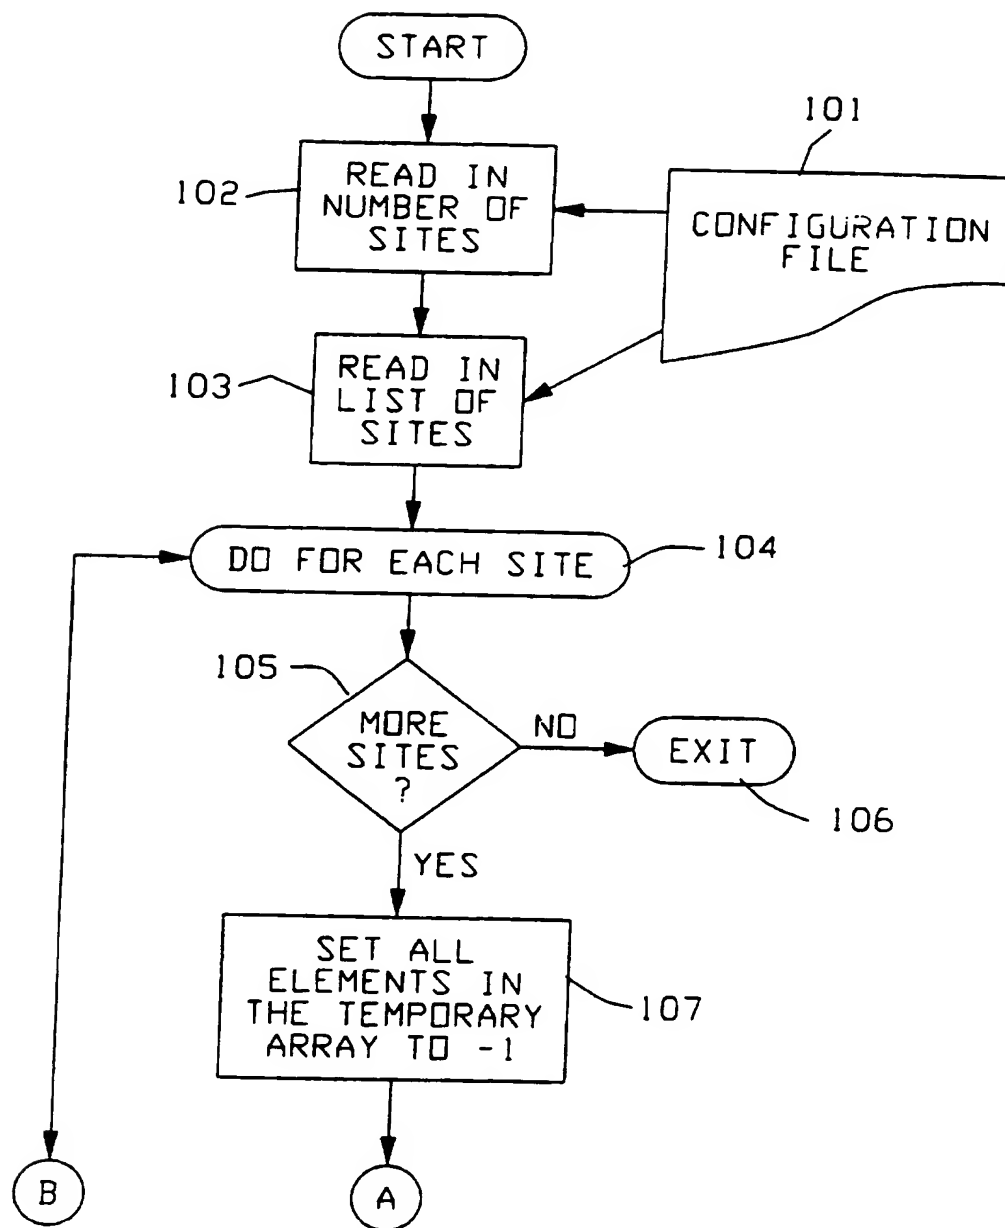 START
101
READ IN
NUMBER OF
SITES
102
CONFIGURATION
FILE
READ IN
LIST OF
SITES
103
DO FOR EACH SITE
104
105
MORE
SITES
?
NO
EXIT
106
YES
SET ALL
ELEMENTS IN
THE TEMPORARY
ARRAY TO -1
107
B
A